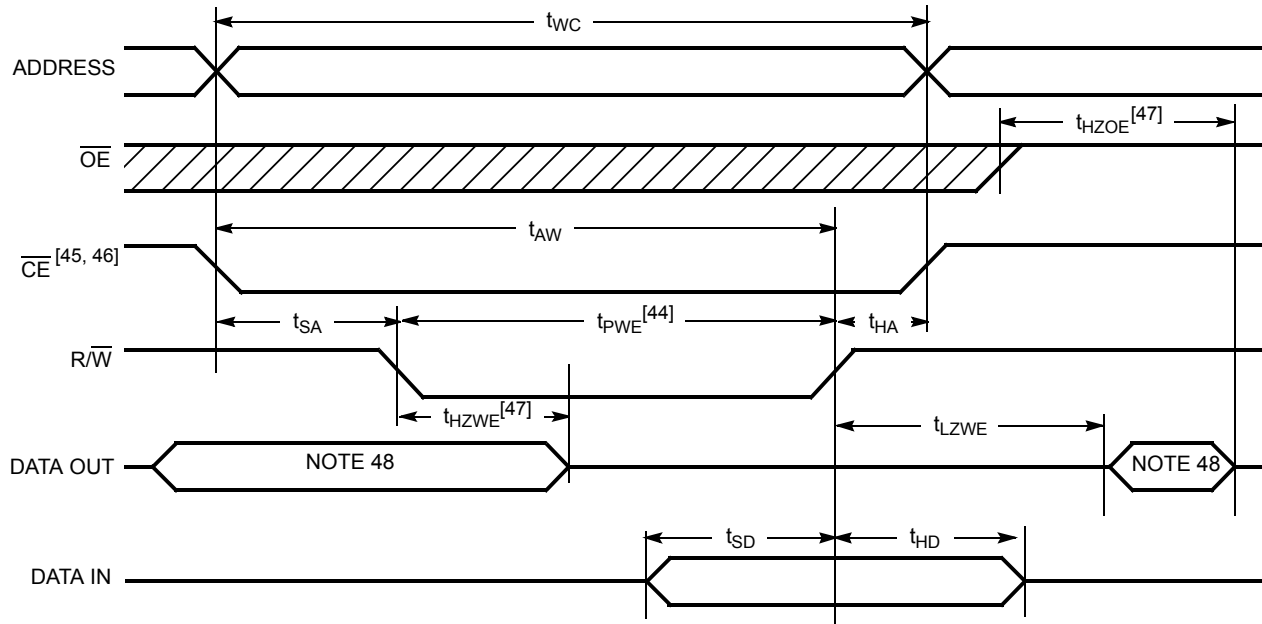 tWC
ADDRESS
tHZOE[47]
OE
tAW
CE [45, 46]
tSA
tPWE[44]
tHA
R/W
tHZWE[47]
tLZWE
DATA OUT
NOTE 48
NOTE 48
tSD
tHD
DATA IN